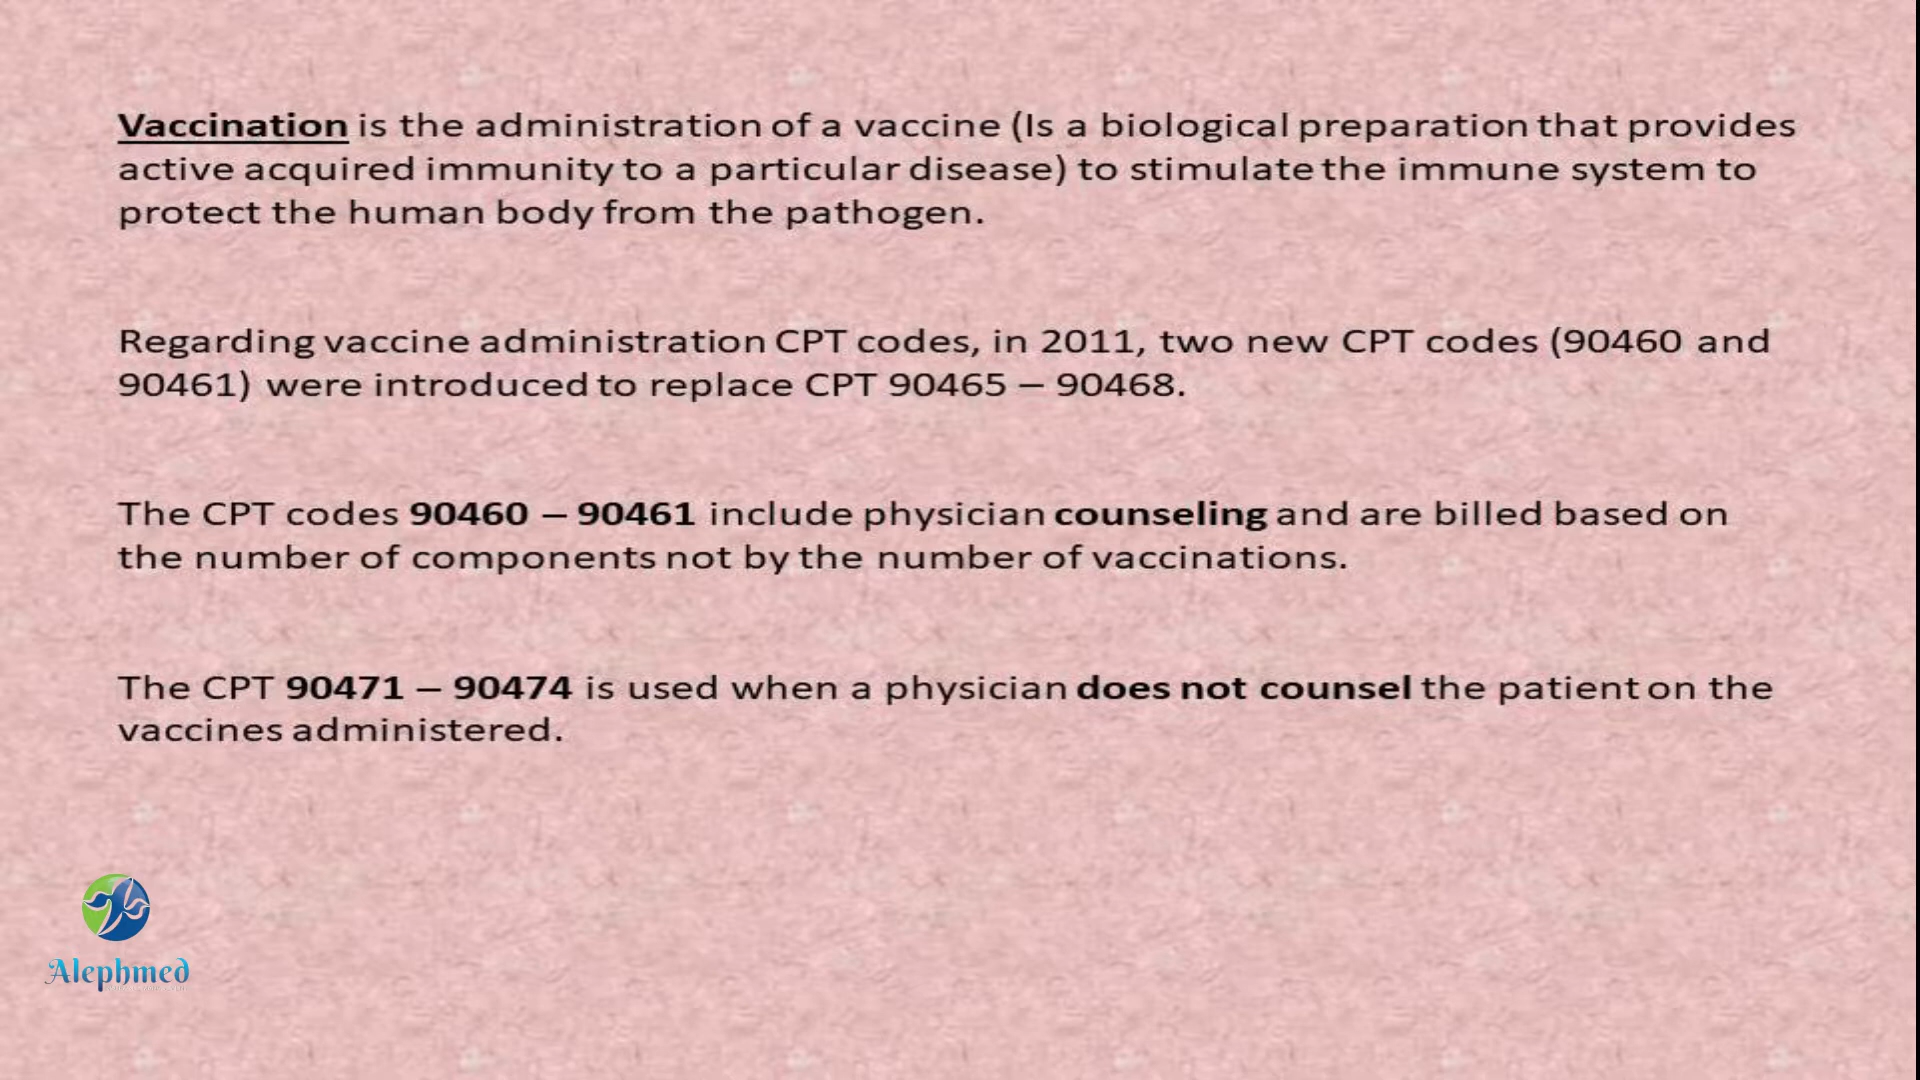 Vaccination is the administration of a vaccine (Is a biological preparation that provides
active acquired immunity to a particular disease) to stimulate the immune system to
protect the human body from the pathogen.
Regarding vaccine administration CPT codes, in 2011, two new CPT codes (90460 and
90461) were introduced to replace CPT 90465 – 90468.
The CPT codes 90460 – 90461 include physician counseling and are billed based on
the number of components not by the number of vaccinations.
The CPT 90471 – 90474 is used when a physician does not counsel the patient on the
vaccines administered.
Alephmed